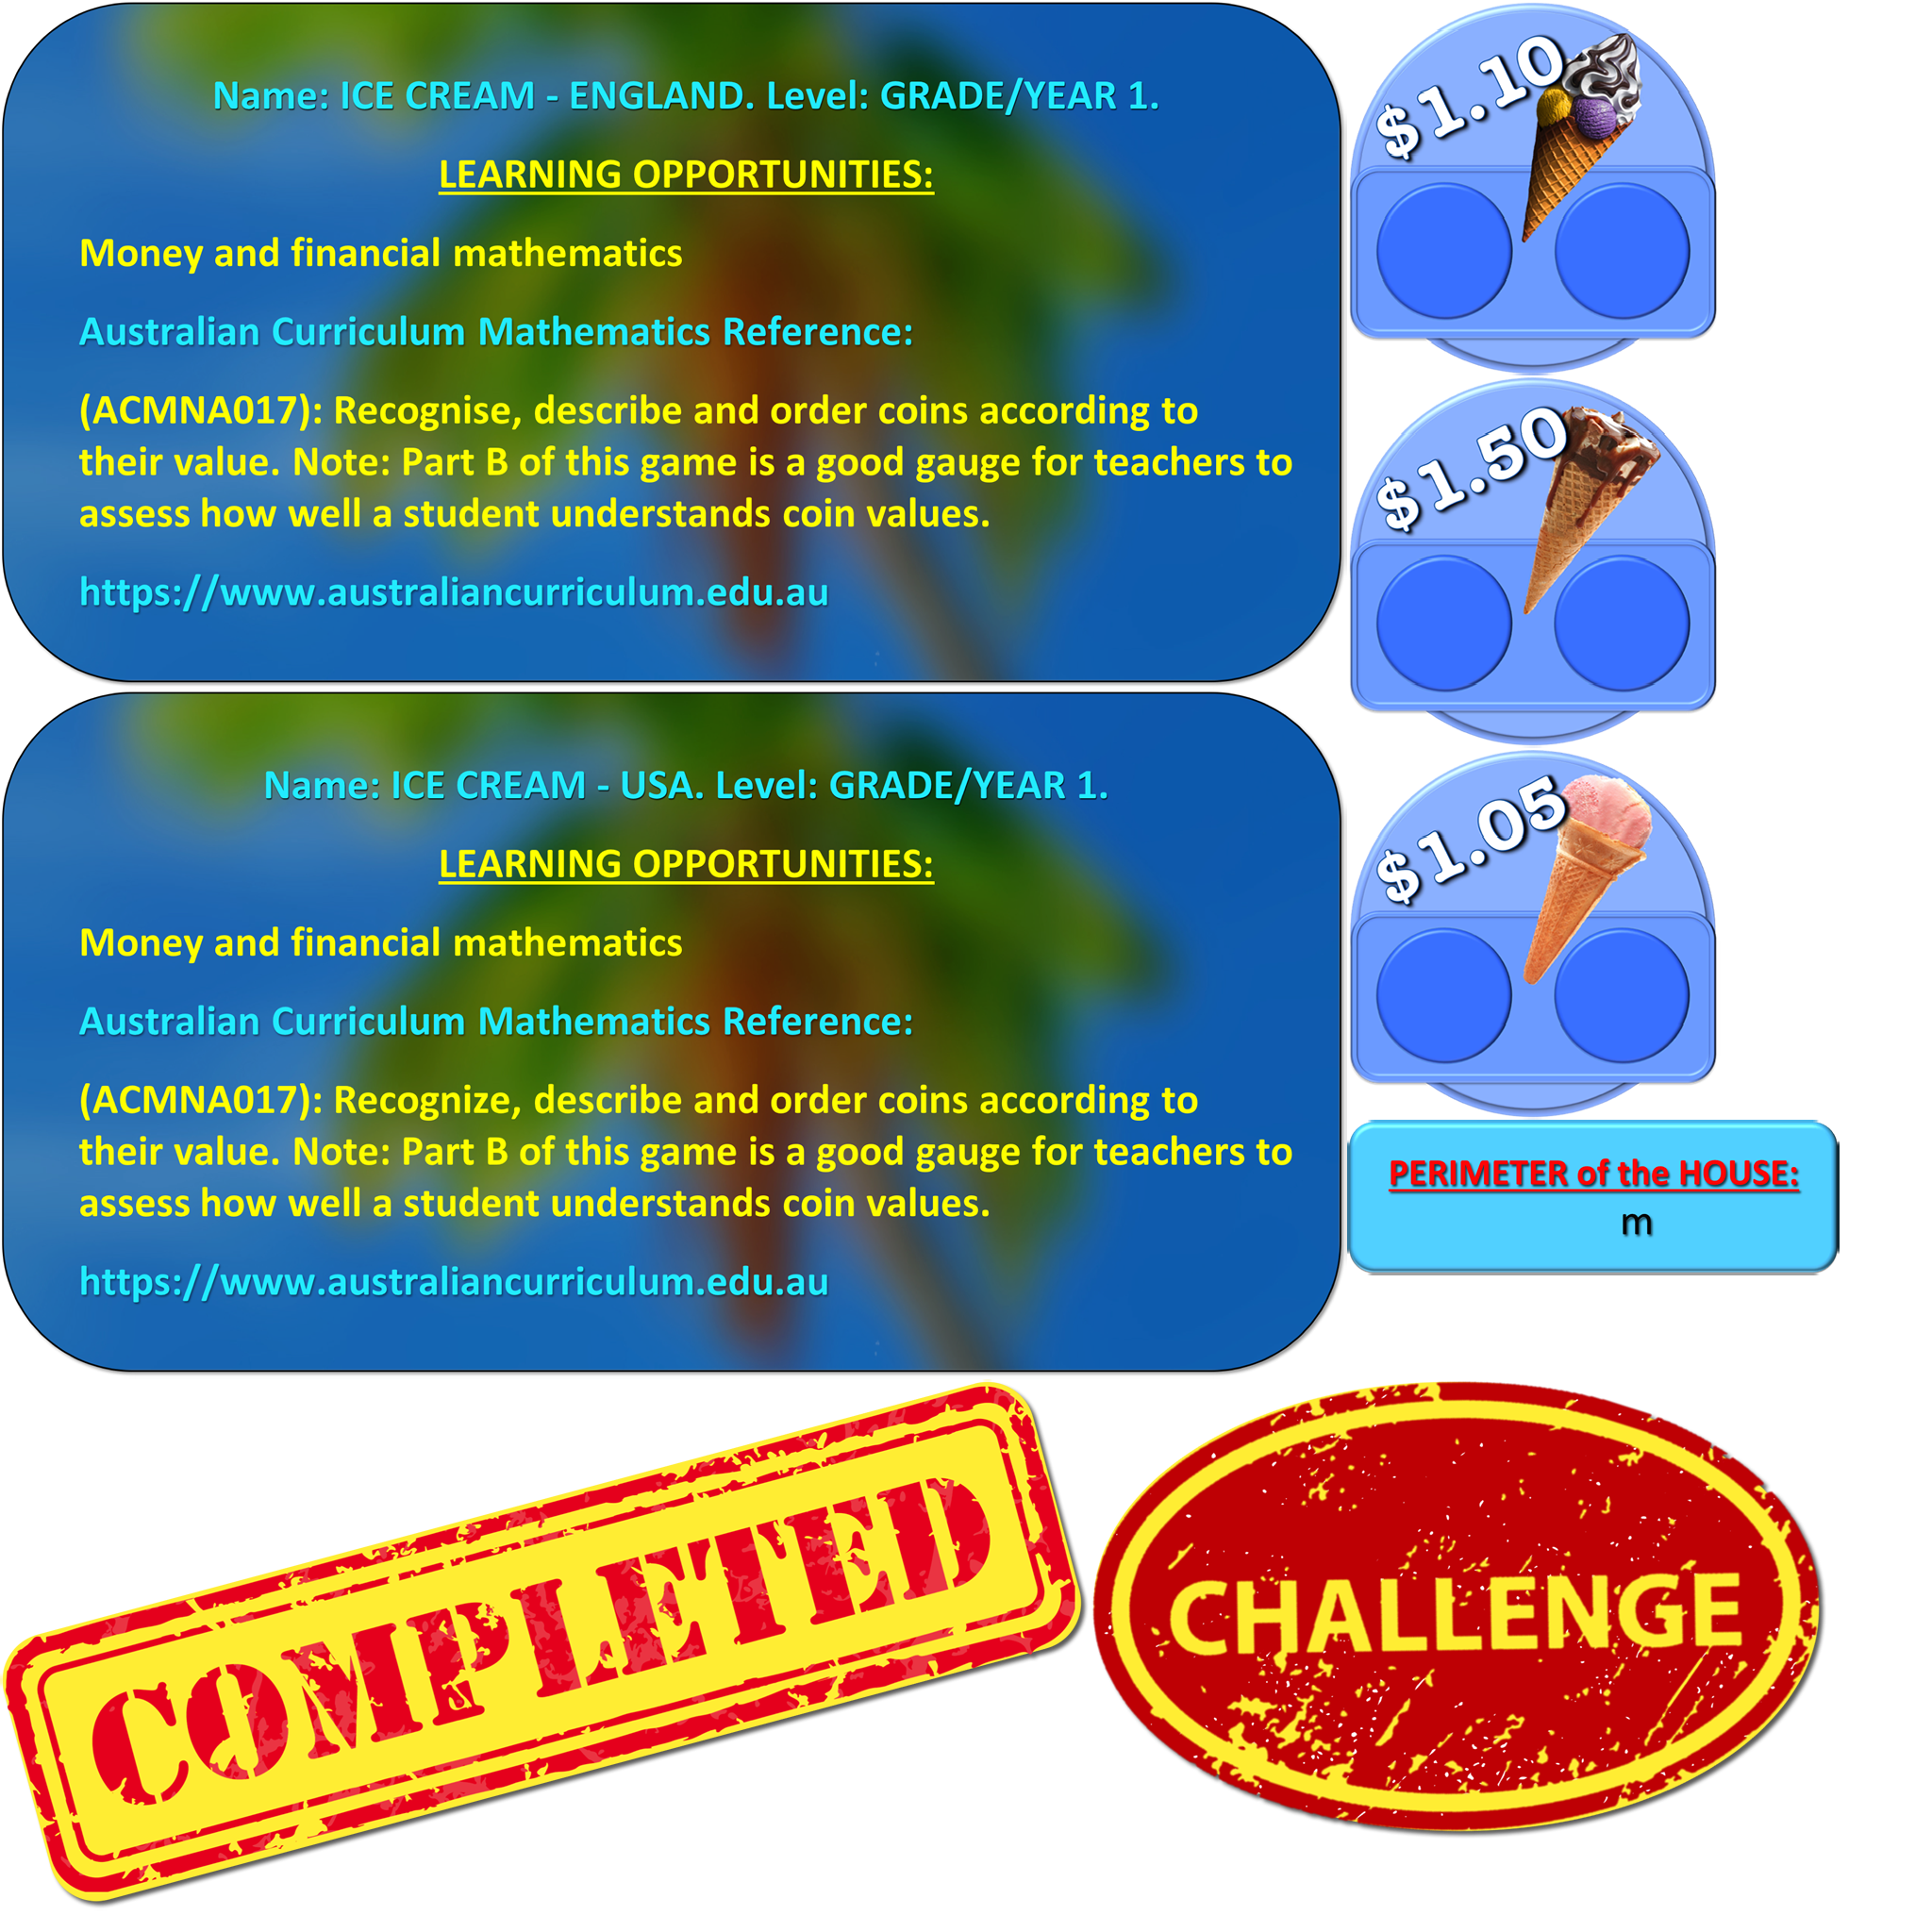 Name: ICE CREAM - ENGLAND. Level: GRADE/YEAR 1.
LEARNING OPPORTUNITIES:
Money and financial mathematics
Australian Curriculum Mathematics Reference:
(ACMNA017): Recognise, describe and order coins according to
their value. Note: Part B of this game is a good gauge for teachers to
assess how well a student understands coin values.
https://www.australiancurriculum.edu.au
Name: ICE CREAM - USA. Level: GRADE/YEAR 1.
LEARNING OPPORTUNITIES:
Money and financial mathematics
Australian Curriculum Mathematics Reference:
(ACMNA017): Recognize, describe and order coins according to
their value. Note: Part B of this game is a good gauge for teachers to
assess how well a student understands coin values.
https://www.australiancurriculum.edu.au
$1.10
$1.50
$1.05
PERIMETER of the HOUSE:
m
COMPLETED
CHALLENGE